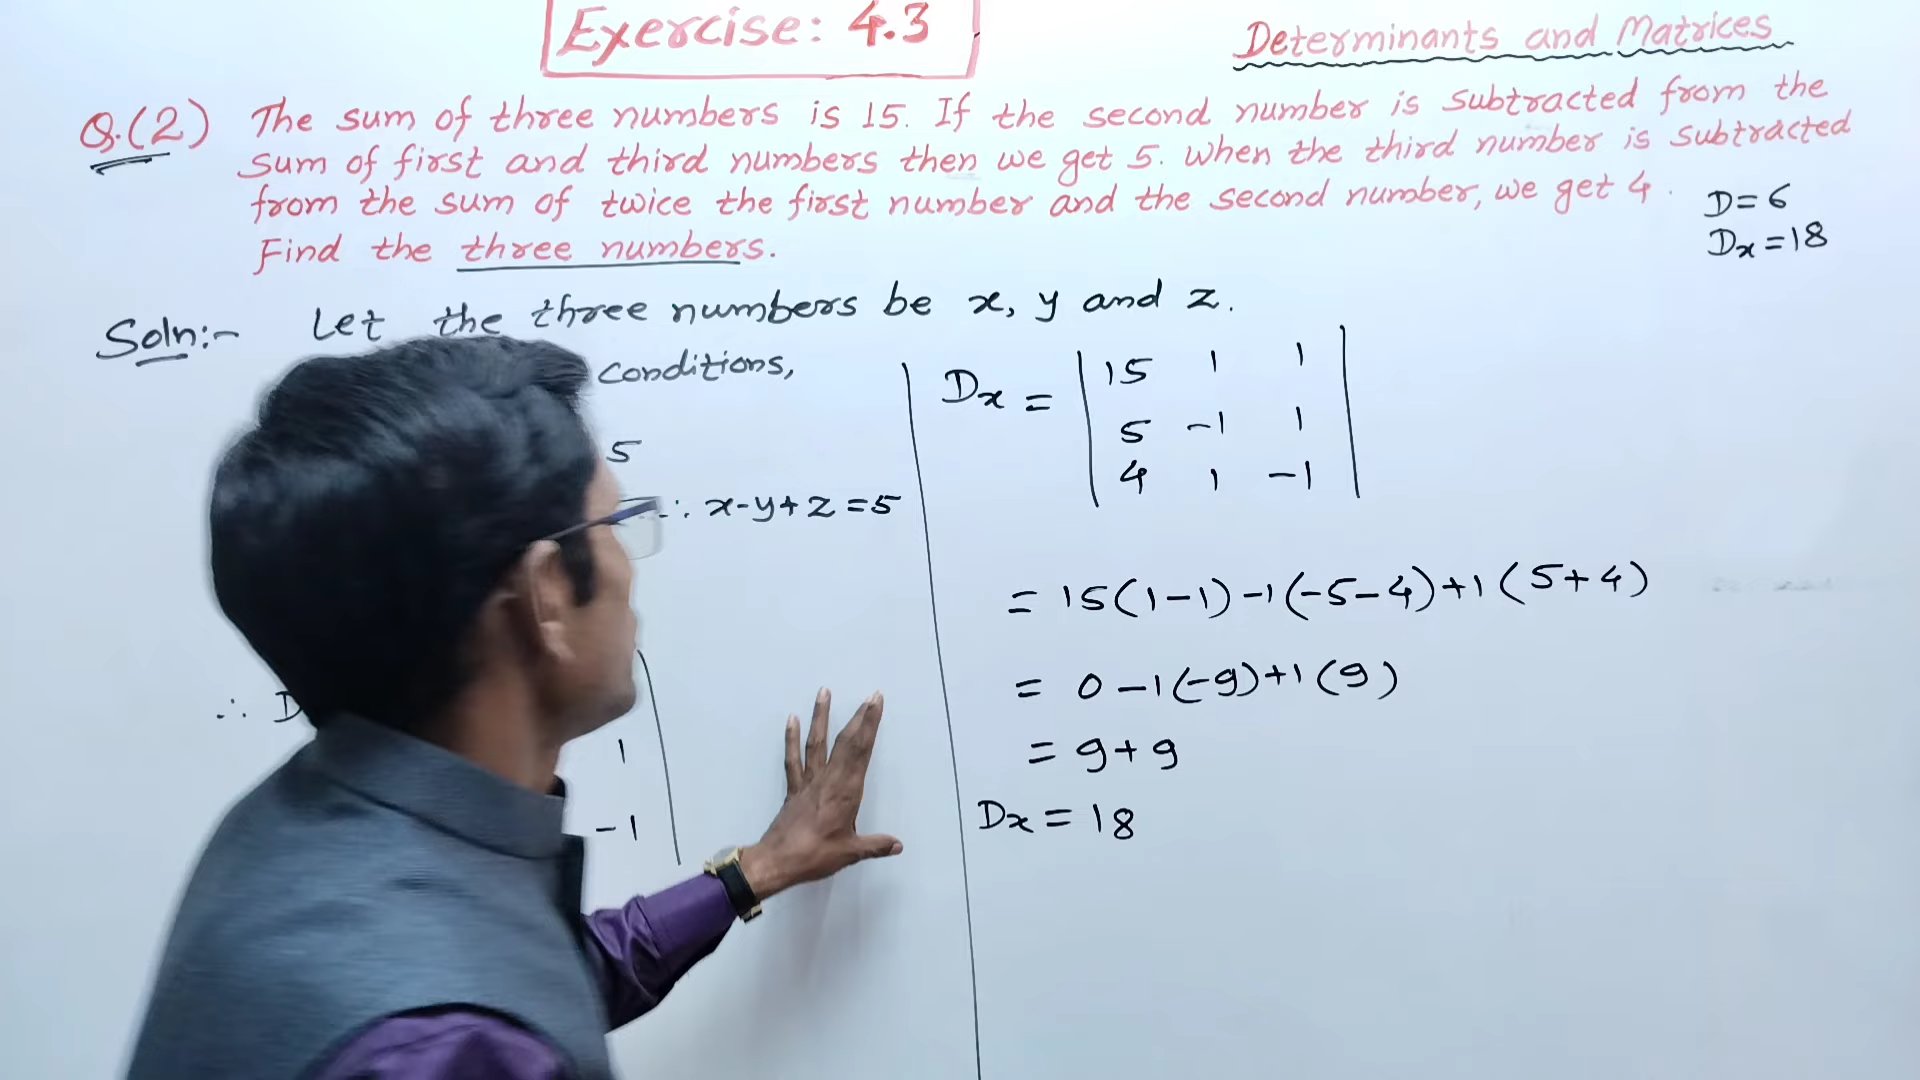 Exercise: 4.3
Determinants and Matrices
Q.(2) The sum of three numbers is 15. If the second number is subtracted from the
sum of first and third numbers then we get 5. When the third number is subtracted
from the sum of twice the first number and the second number, we get 4.
Find the three numbers.
D = 6
Dx = 18
Soln:- Let the three numbers be x, y and z.
conditions,
5
∴ x-y+z = 5
∴ D
1
-1
Dx = | 15 1 1 |
5 -1 1
4 1 -1
= 15(1-1)-1(-5-4)+1(5+4)
= 0-1(-9)+1(9)
= 9+9
Dx = 18